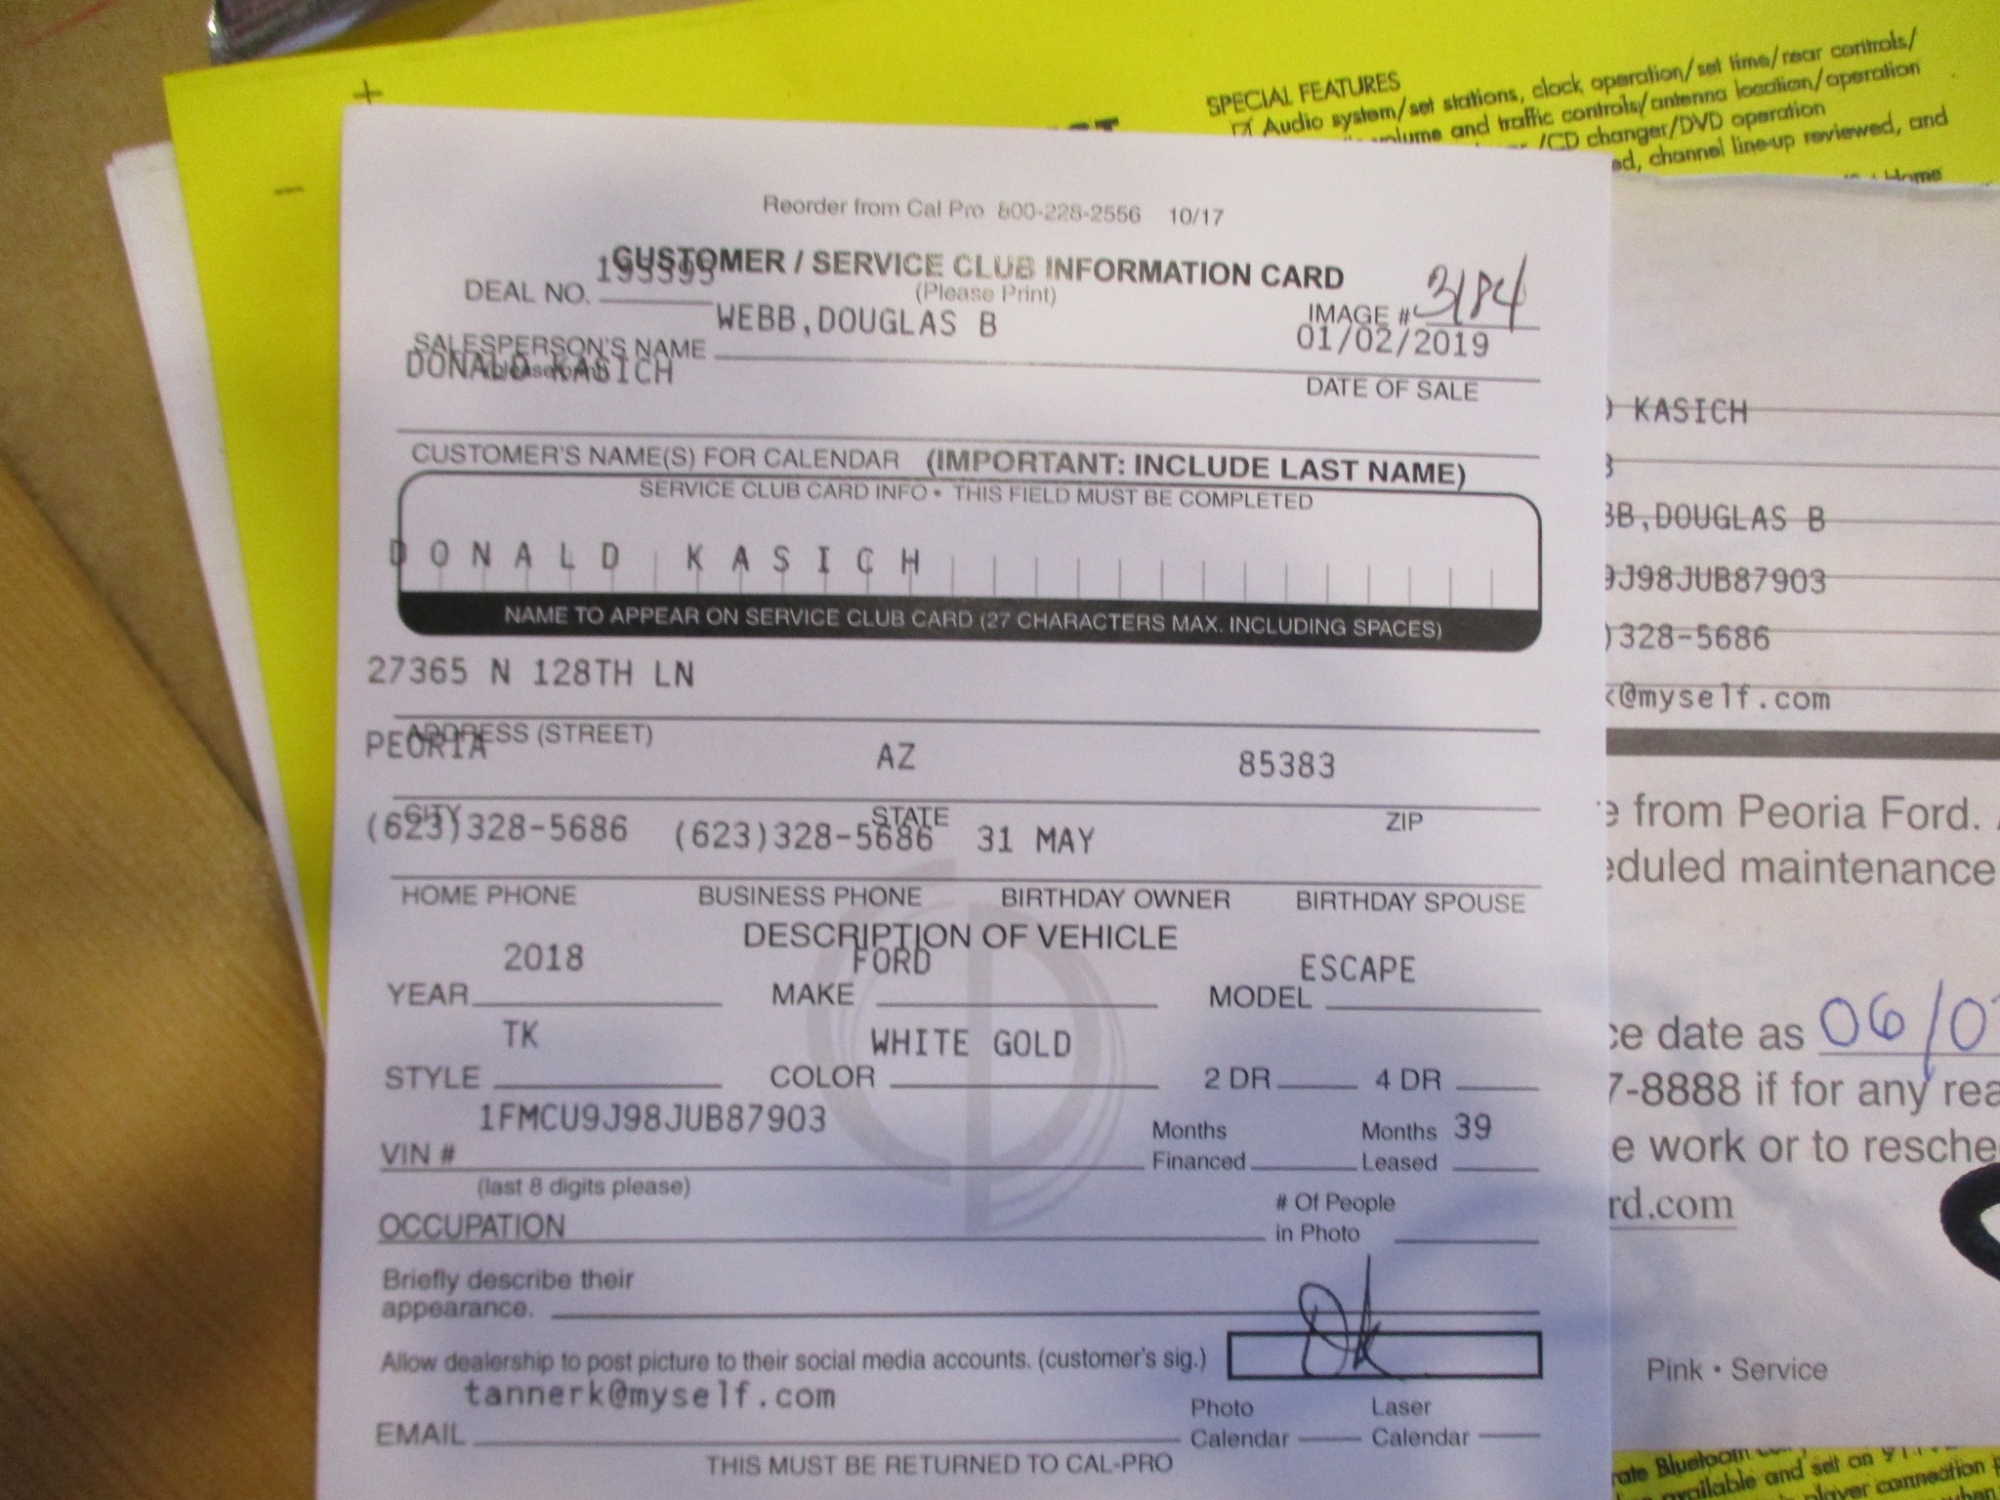 SPECIAL FEATURES
Audio system/set stations, clock operation/set time/rear controls/
volume and traffic controls/antenna location/operation
/CD changer/DVD operation
ed, channel line-up reviewed, and
Home
Reorder from Cal Pro 800-228-2556 10/17
CUSTOMER / SERVICE CLUB INFORMATION CARD
(Please Print)
DEAL NO.
IMAGE # 3184
WEBB,DOUGLAS B
01/02/2019
SALESPERSON'S NAME
DONALD KASICH
DATE OF SALE
CUSTOMER'S NAME(S) FOR CALENDAR (IMPORTANT: INCLUDE LAST NAME)
SERVICE CLUB CARD INFO • THIS FIELD MUST BE COMPLETED
DONALD KASICH
NAME TO APPEAR ON SERVICE CLUB CARD (27 CHARACTERS MAX. INCLUDING SPACES)
27365 N 128TH LN
ADDRESS (STREET)
PEORIA AZ 85383
CITY STATE ZIP
(623)328-5686 (623)328-5686 31 MAY
HOME PHONE BUSINESS PHONE BIRTHDAY OWNER BIRTHDAY SPOUSE
DESCRIPTION OF VEHICLE
2018 FORD ESCAPE
YEAR MAKE MODEL
TK WHITE GOLD
STYLE COLOR 2 DR 4 DR
1FMCU9J98JUB87903
VIN #
(last 8 digits please)
Months Financed
Months Leased 39
OCCUPATION
# Of People in Photo
Briefly describe their
appearance.
Allow dealership to post picture to their social media accounts. (customer's sig.)
tannerk@myself.com
EMAIL
Photo Calendar
Laser Calendar
THIS MUST BE RETURNED TO CAL-PRO
KASICH
BB,DOUGLAS B
9J98JUB87903
)328-5686
k@myself.com
e from Peoria Ford.
eduled maintenance
ce date as 06/0
7-8888 if for any rea
e work or to resche
rd.com
Pink • Service
rate Bluetooth
available and set on
player connection